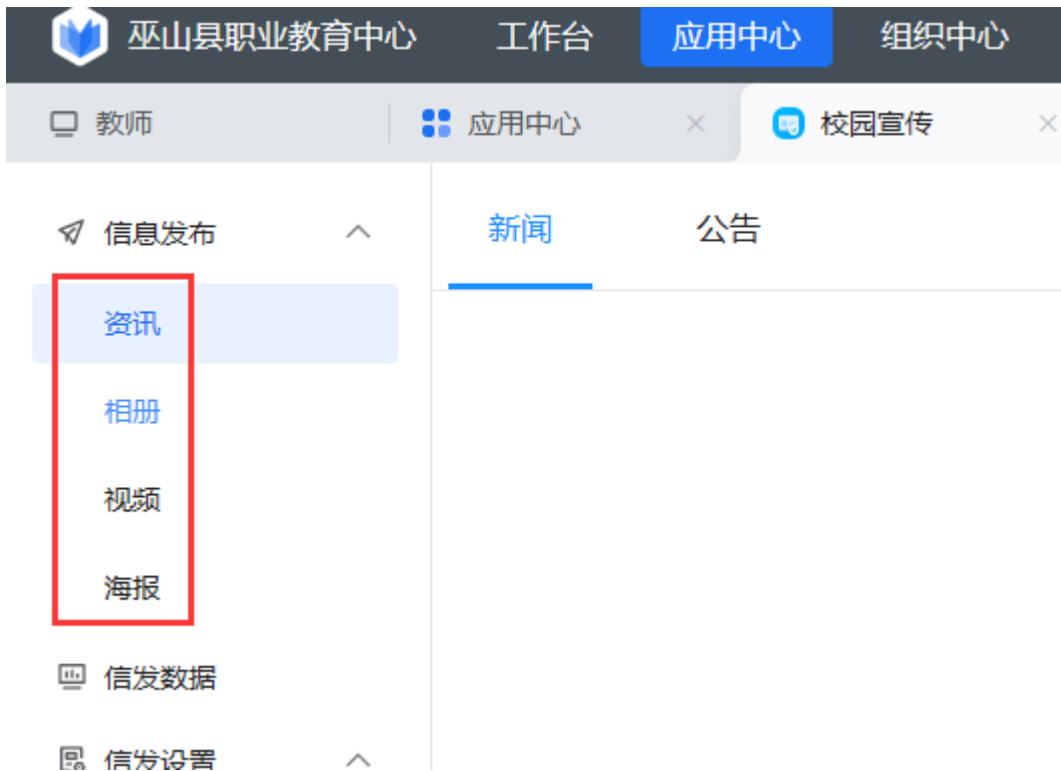 巫山县职业教育中心 工作台 应用中心 组织中心
教师 应用中心 校园宣传
信息发布 新闻 公告
资讯
相册
视频
海报
信发数据
信发设置